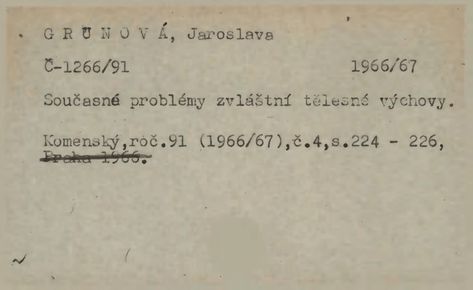 G R U N O V Á, Jaroslava
Č-1266/91 1966/67
Současné problémy zvláštní tělesné výchovy.
Komenský,roč.91 (1966/67),č.4,s.224 - 226,
Praha 1966.